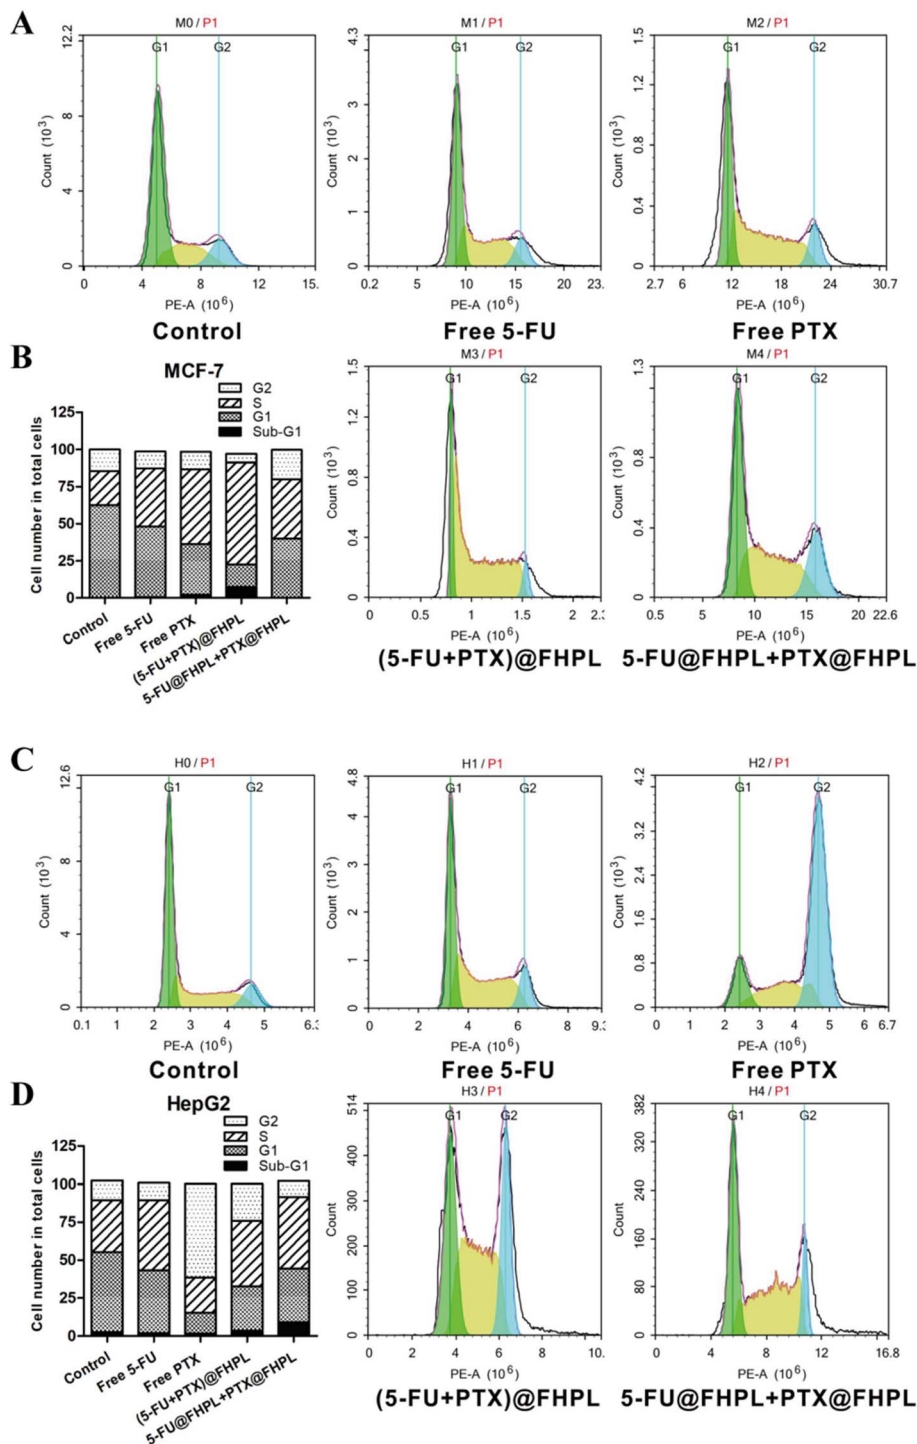 A
M0 / P1
12.2
G1
G2
8
4
0
Count (10³)
0
4
8
12
15.
PE-A (10⁶)
Control
M1 / P1
4.3
G1
G2
3
2
1
0
Count (10³)
0.2
5
10
15
20
23.
PE-A (10⁶)
Free 5-FU
M2 / P1
1.5
G1
G2
1.2
0.8
0.4
0
Count (10³)
2.7
6
12
18
24
30.7
PE-A (10⁶)
Free PTX
B
MCF-7
G2
S
G1
Sub-G1
125
100
75
50
25
0
Cell number in total cells
Control
Free 5-FU
Free PTX
(5-FU+PTX)@FHPL
5-FU@FHPL+PTX@FHPL
M3 / P1
1.5
G1
G2
1.2
0.8
0.4
0
Count (10³)
0
0.5
1
1.5
2
PE-A (10⁶)
(5-FU+PTX)@FHPL
M4 / P1
1.3
G1
G2
0.8
0.4
0
Count (10³)
0.5
5
10
15
20
22.6
PE-A (10⁶)
5-FU@FHPL+PTX@FHPL
C
H0 / P1
12.6
G1
G2
8
4
0
Count (10³)
0.1
1
2
3
4
5
PE-A (10⁶)
Control
H1 / P1
4.8
G1
G2
4
3
2
1
0
Count (10³)
0
2
4
6
8
PE-A (10⁶)
Free 5-FU
H2 / P1
4.2
G1
G2
3.2
2.4
1.6
0.8
0
Count (10³)
0
1
2
3
4
5
6
6.7
PE-A (10⁶)
Free PTX
D
HepG2
G2
S
G1
Sub-G1
125
100
75
50
25
0
Cell number in total cells
Control
Free 5-FU
Free PTX
(5-FU+PTX)@FHPL
5-FU@FHPL+PTX@FHPL
H3 / P1
514
G1
G2
400
300
200
100
0
Count
0
2
4
6
8
10.
PE-A (10⁶)
(5-FU+PTX)@FHPL
H4 / P1
382
G1
G2
320
240
160
80
0
Count
0
4
8
12
16.8
PE-A (10⁶)
5-FU@FHPL+PTX@FHPL